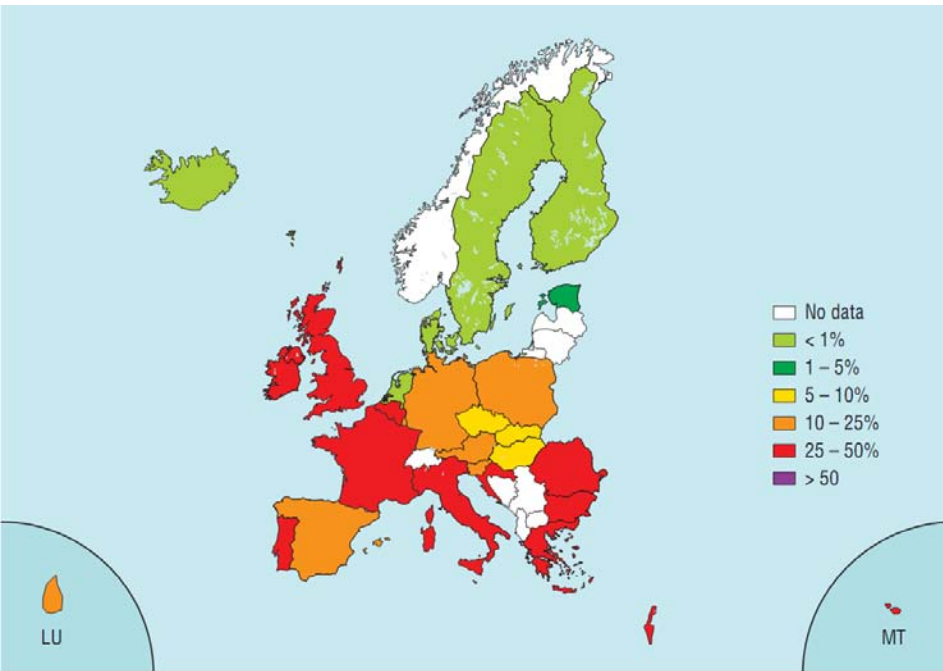 No data
< 1%
1 – 5%
5 – 10%
10 – 25%
25 – 50%
> 50
LU
MT